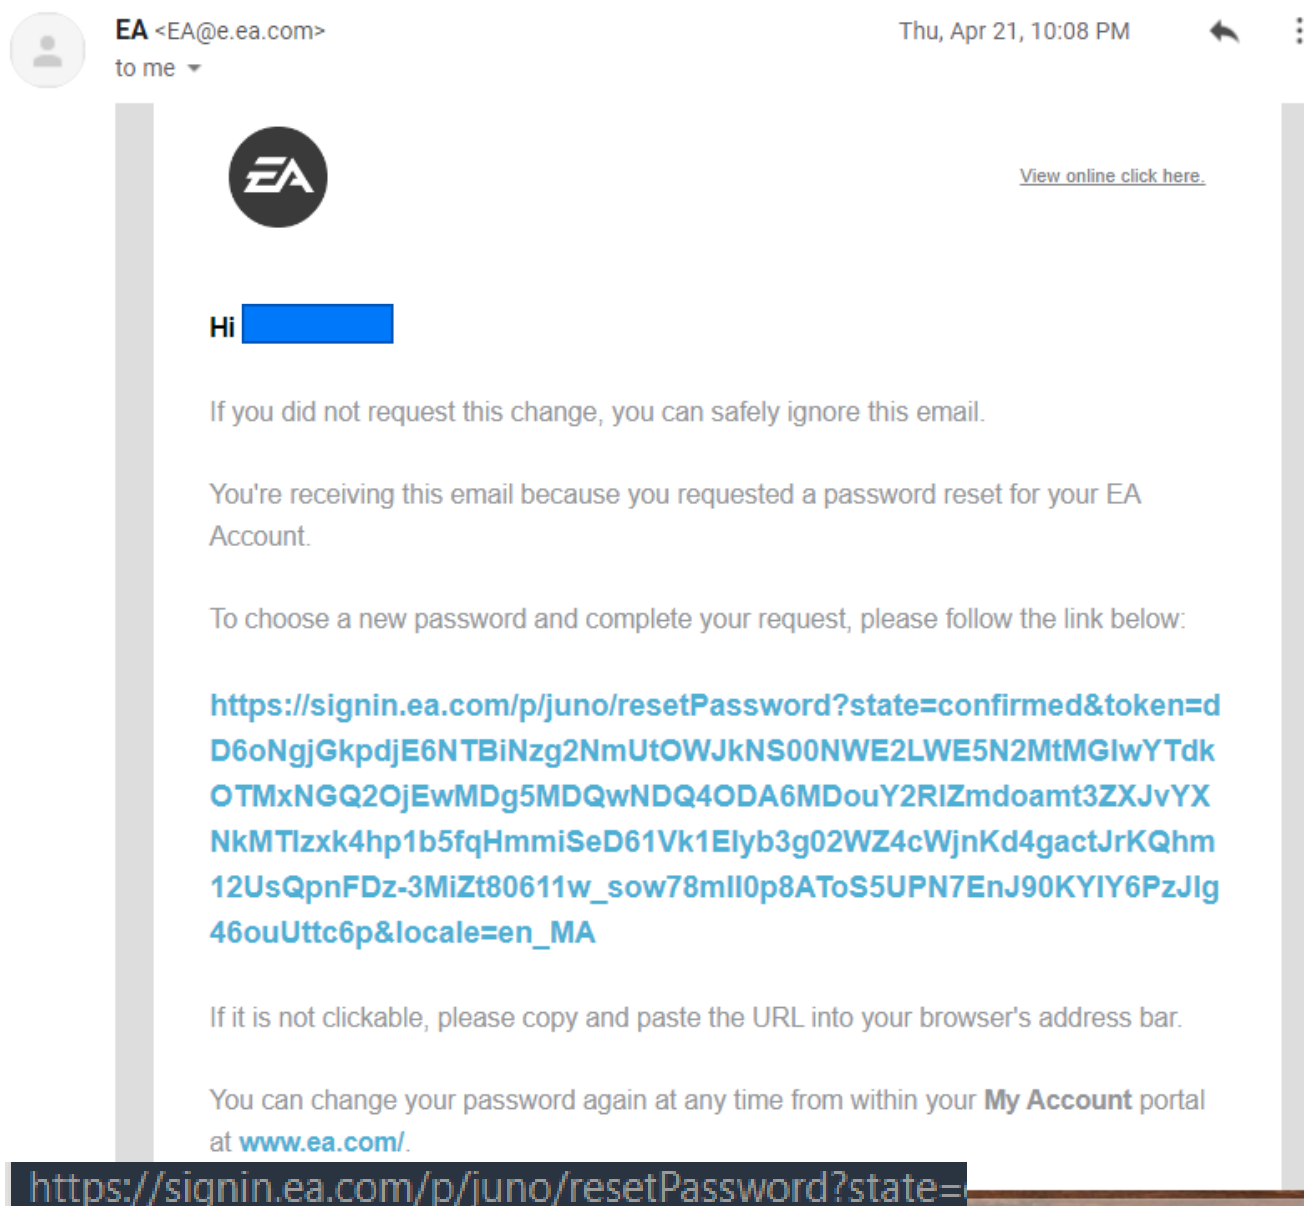 EA <EA@e.ea.com>
Thu, Apr 21, 10:08 PM
to me
EA
View online click here.
Hi
If you did not request this change, you can safely ignore this email.
You're receiving this email because you requested a password reset for your EA
Account.
To choose a new password and complete your request, please follow the link below:
https://signin.ea.com/p/juno/resetPassword?state=confirmed&token=d
D6oNgjGkpdjE6NTBiNzg2NmUtOWJkNS00NWE2LWE5N2MtMGIwYTdk
OTMxNGQ2OjEwMDg5MDQwNDQ4ODA6MDouY2RlZmdoamt3ZXJvYX
NkMTIzxk4hp1b5fqHmmiSeD61Vk1Elyb3g02WZ4cWjnKd4gactJrKQhm
12UsQpnFDz-3MiZt80611w_sow78mII0p8AToS5UPN7EnJ90KYIY6PzJIg
46ouUttc6p&locale=en_MA
If it is not clickable, please copy and paste the URL into your browser's address bar.
You can change your password again at any time from within your My Account portal
at www.ea.com/.
https://signin.ea.com/p/juno/resetPassword?state=